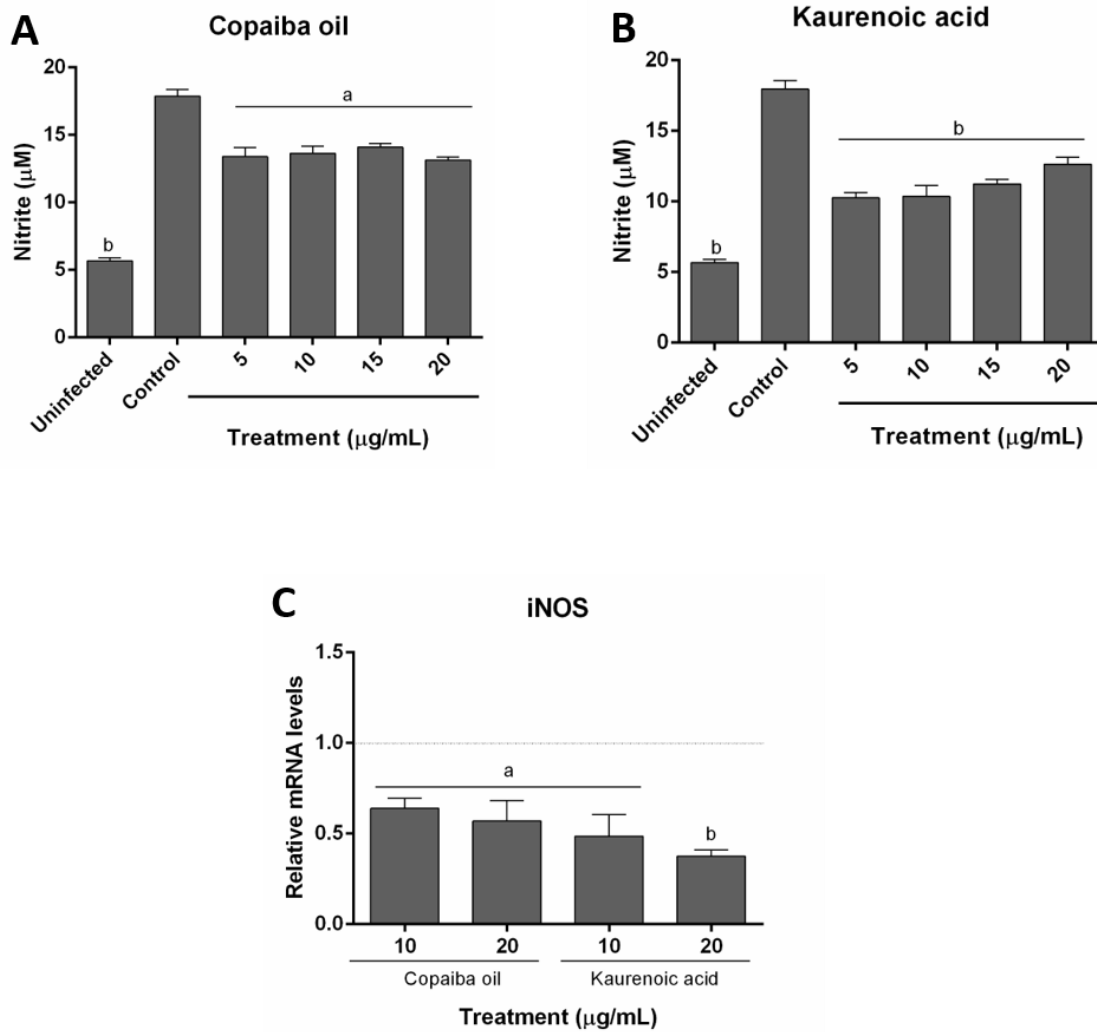 A
Copaiba oil
Nitrite (μM)
20
15
10
5
0
a
b
Uninfected
Control
5
10
15
20
Treatment (μg/mL)
B
Kaurenoic acid
Nitrite (μM)
20
15
10
5
0
b
b
Uninfected
Control
5
10
15
20
Treatment (μg/mL)
C
iNOS
Relative mRNA levels
1.5
1.0
0.5
0.0
a
b
10 20 10 20
Copaiba oil Kaurenoic acid
Treatment (μg/mL)